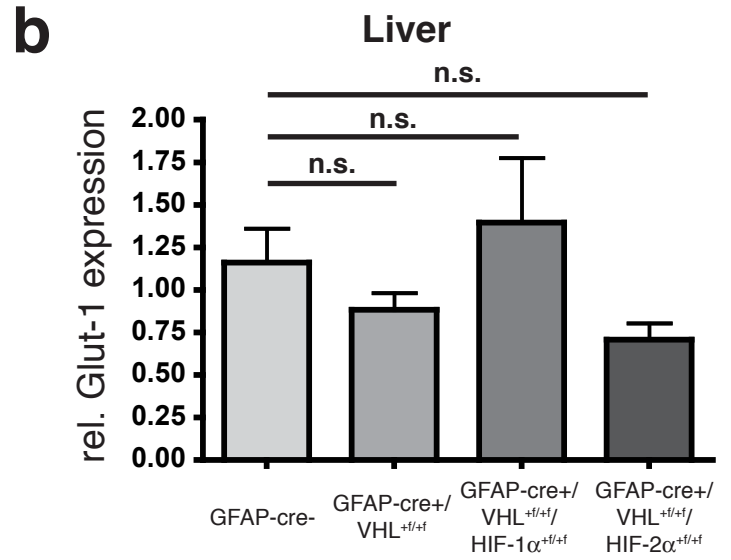 b
Liver
n.s.
n.s.
n.s.
rel. Glut-1 expression
2.00
1.75
1.50
1.25
1.00
0.75
0.50
0.25
0.00
GFAP-cre-
GFAP-cre+/
VHL+f/+f
GFAP-cre+/
VHL+f/+f/
HIF-1α+f/+f
GFAP-cre+/
VHL+f/+f/
HIF-2α+f/+f